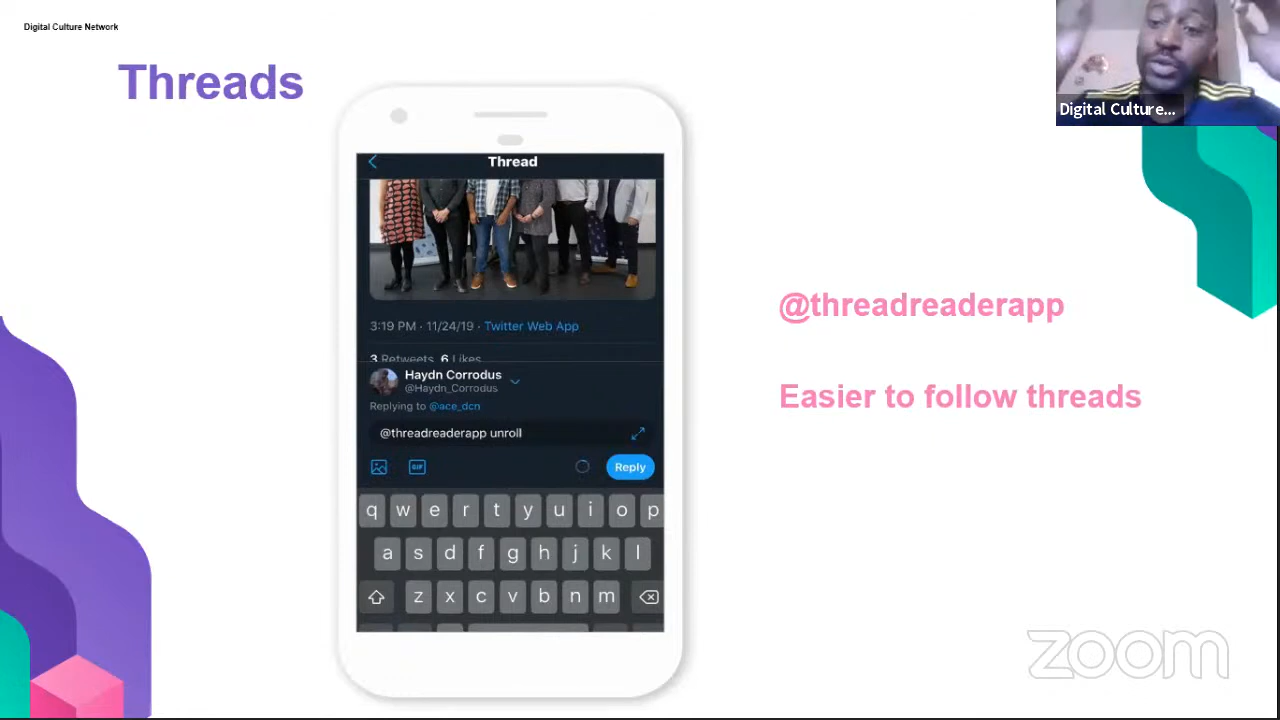 Digital Culture Network
Threads
Digital Culture...
Thread
3:19 PM · 11/24/19 · Twitter Web App
3 Retweets 6 Likes
Haydn Corrodus
@Haydn_Corrodus
Replying to @ace_dcn
@threadreaderapp unroll
GIF
Reply
q w e r t y u i o p
a s d f g h j k l
z x c v b n m
@threadreaderapp
Easier to follow threads
zoom